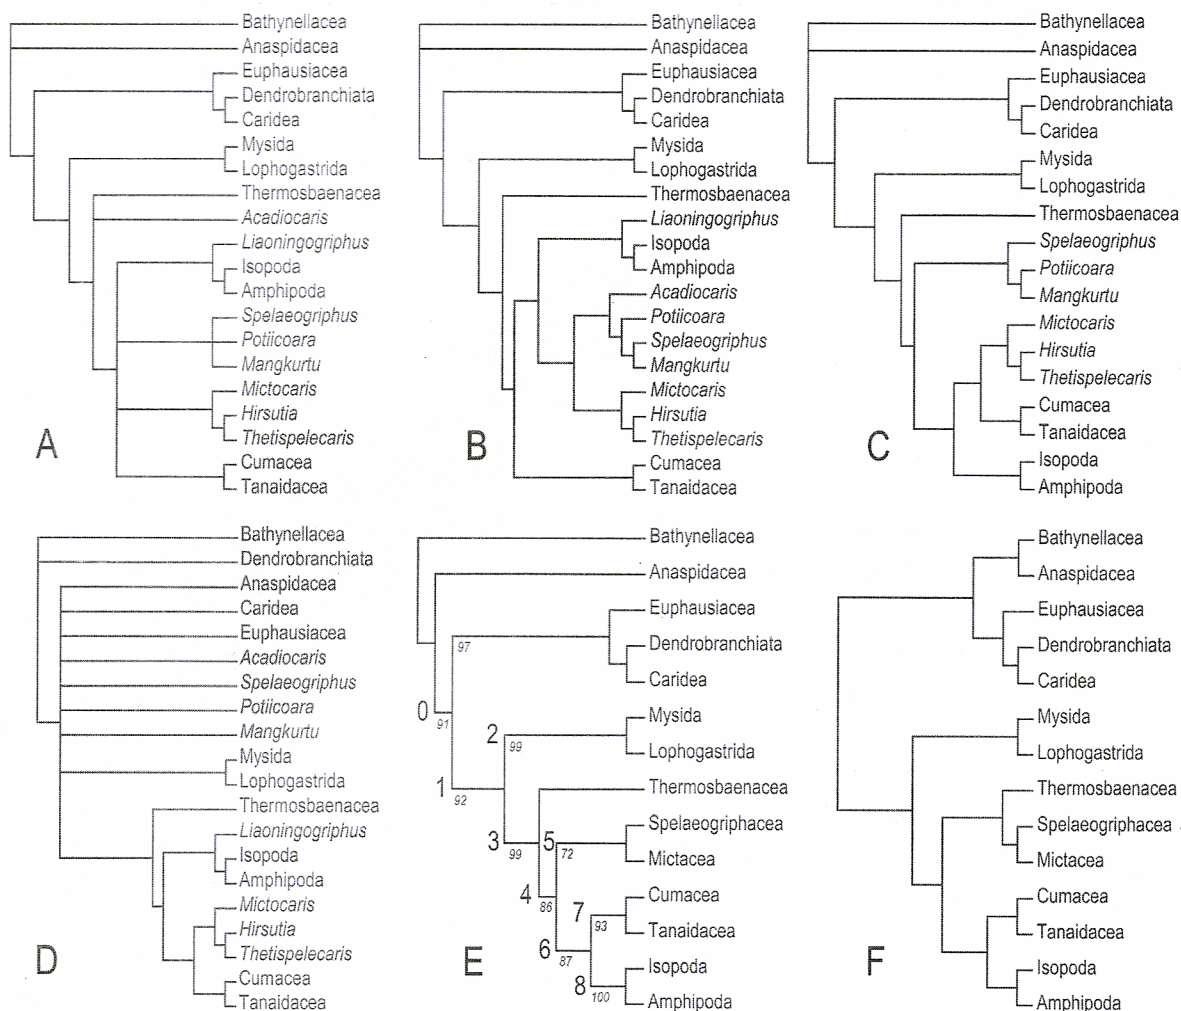 Bathynellacea
Anaspidacea
Euphausiacea
Dendrobranchiata
Caridea
Mysida
Lophogastrida
Thermosbaenacea
Acadiocaris
Liaoningogriphus
Isopoda
Amphipoda
Spelaeogriphus
Potiicoara
Mangkurtu
Mictocaris
Hirsutia
Thetispelecaris
Cumacea
Tanaidacea
A
Bathynellacea
Anaspidacea
Euphausiacea
Dendrobranchiata
Caridea
Mysida
Lophogastrida
Thermosbaenacea
Liaoningogriphus
Isopoda
Amphipoda
Acadiocaris
Potiicoara
Spelaeogriphus
Mangkurtu
Mictocaris
Hirsutia
Thetispelecaris
Cumacea
Tanaidacea
B
Bathynellacea
Anaspidacea
Euphausiacea
Dendrobranchiata
Caridea
Mysida
Lophogastrida
Thermosbaenacea
Spelaeogriphus
Potiicoara
Mangkurtu
Mictocaris
Hirsutia
Thetispelecaris
Cumacea
Tanaidacea
Isopoda
Amphipoda
C
Bathynellacea
Dendrobranchiata
Anaspidacea
Caridea
Euphausiacea
Acadiocaris
Spelaeogriphus
Potiicoara
Mangkurtu
Mysida
Lophogastrida
Thermosbaenacea
Liaoningogriphus
Isopoda
Amphipoda
Mictocaris
Hirsutia
Thetispelecaris
Cumacea
Tanaidacea
D
Bathynellacea
Anaspidacea
Euphausiacea
97
Dendrobranchiata
Caridea
0
91
Mysida
2
99
Lophogastrida
1
92
Thermosbaenacea
3
99
5
72
Spelaeogriphacea
Mictacea
4
86
Cumacea
7
93
Tanaidacea
6
87
Isopoda
8
100
Amphipoda
E
Bathynellacea
Anaspidacea
Euphausiacea
Dendrobranchiata
Caridea
Mysida
Lophogastrida
Thermosbaenacea
Spelaeogriphacea
Mictacea
Cumacea
Tanaidacea
Isopoda
Amphipoda
F